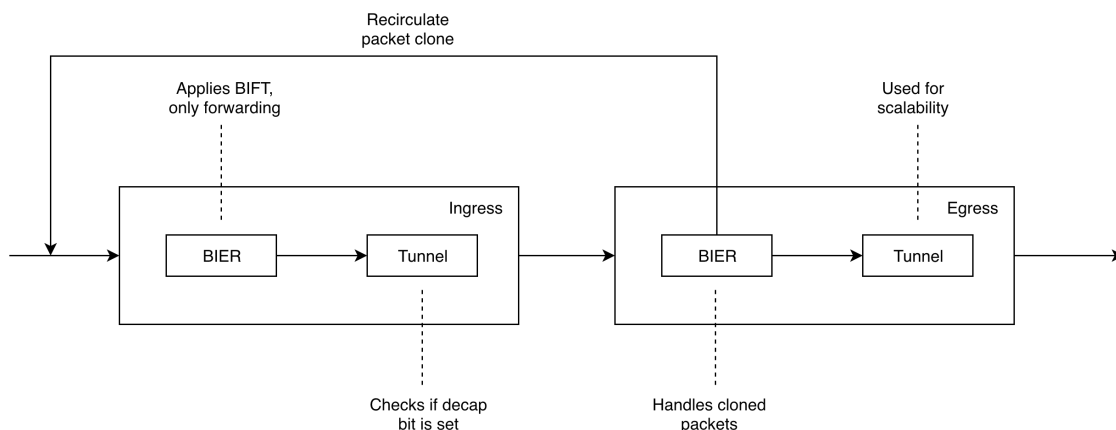 Recirculate
packet clone
Applies BIFT,
only forwarding
Used for
scalability
Ingress
Egress
BIER
Tunnel
BIER
Tunnel
Checks if decap
bit is set
Handles cloned
packets